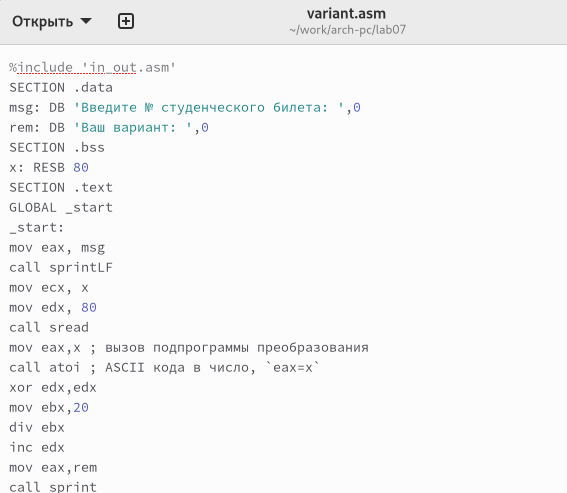 Открыть
variant.asm
~/work/arch-pc/lab07
%include 'in_out.asm'
SECTION .data
msg: DB 'Введите № студенческого билета: ',0
rem: DB 'Ваш вариант: ',0
SECTION .bss
x: RESB 80
SECTION .text
GLOBAL _start
_start:
mov eax, msg
call sprintLF
mov ecx, x
mov edx, 80
call sread
mov eax,x ; вызов подпрограммы преобразования
call atoi ; ASCII кода в число, `eax=x`
xor edx,edx
mov ebx,20
div ebx
inc edx
mov eax,rem
call sprint